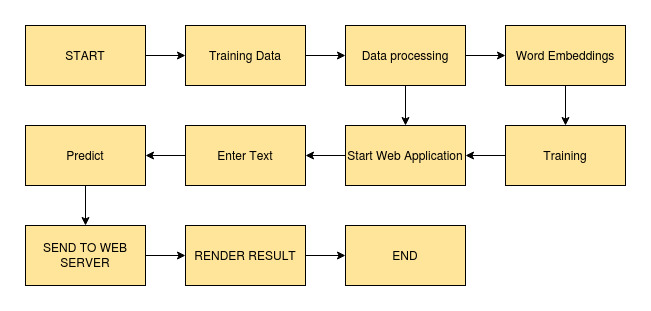 START
Training Data
Data processing
Word Embeddings
Predict
Enter Text
Start Web Application
Training
SEND TO WEB
SERVER
RENDER RESULT
END